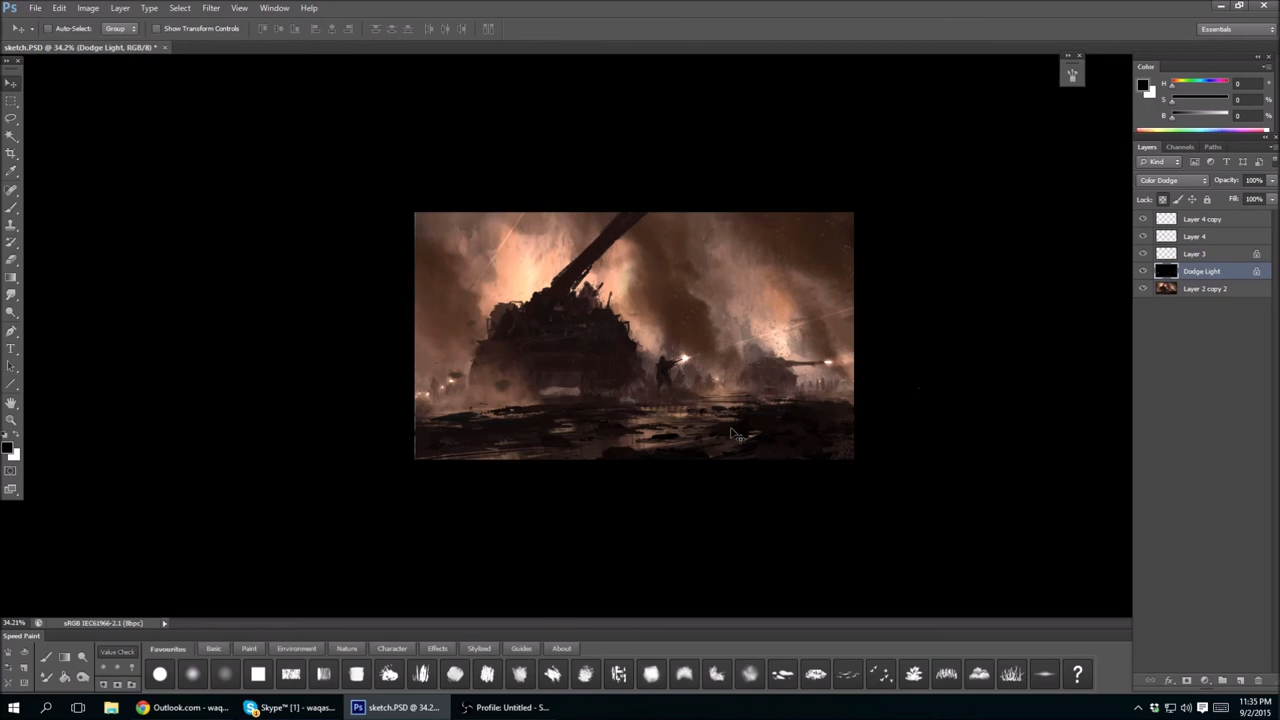 Ps File Edit Image Layer Type Select Filter View Window Help
Auto-Select: Group Show Transform Controls Essentials
sketch.PSD @ 34.2% (Dodge Light, RGB/8) *
Color
H 0 °
S 0 %
B 0 %
Layers Channels Paths
Kind
Color Dodge Opacity: 100%
Lock: Fill: 100%
Layer 4 copy
Layer 4
Layer 3
Dodge Light
Layer 2 copy 2
34.21% sRGB IEC61966-2.1 (8bpc)
Speed Paint
Value Check Favourites Basic Paint Environment Nature Character Effects Stylized Guides About
?
Outlook.com - waq... Skype™ [1] - waqas... sketch.PSD @ 34.2... Profile: Untitled - S...
11:35 PM
9/2/2015